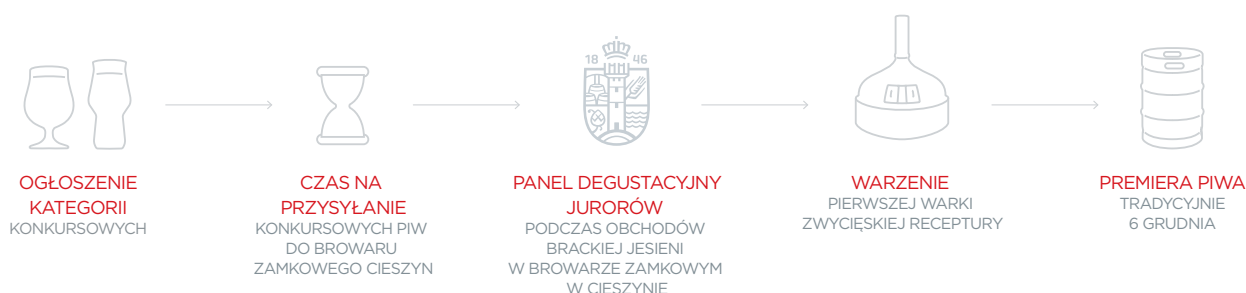 18 46
OGŁOSZENIE
KATEGORII
KONKURSOWYCH
CZAS NA
PRZYSYŁANIE
KONKURSOWYCH PIW
DO BROWARU
ZAMKOWEGO CIESZYN
PANEL DEGUSTACYJNY
JURORÓW
PODCZAS OBCHODÓW
BRACKIEJ JESIENI
W BROWARZE ZAMKOWYM
W CIESZYNIE
WARZENIE
PIERWSZEJ WARKI
ZWYCIĘSKIEJ RECEPTURY
PREMIERA PIWA
TRADYCYJNIE
6 GRUDNIA